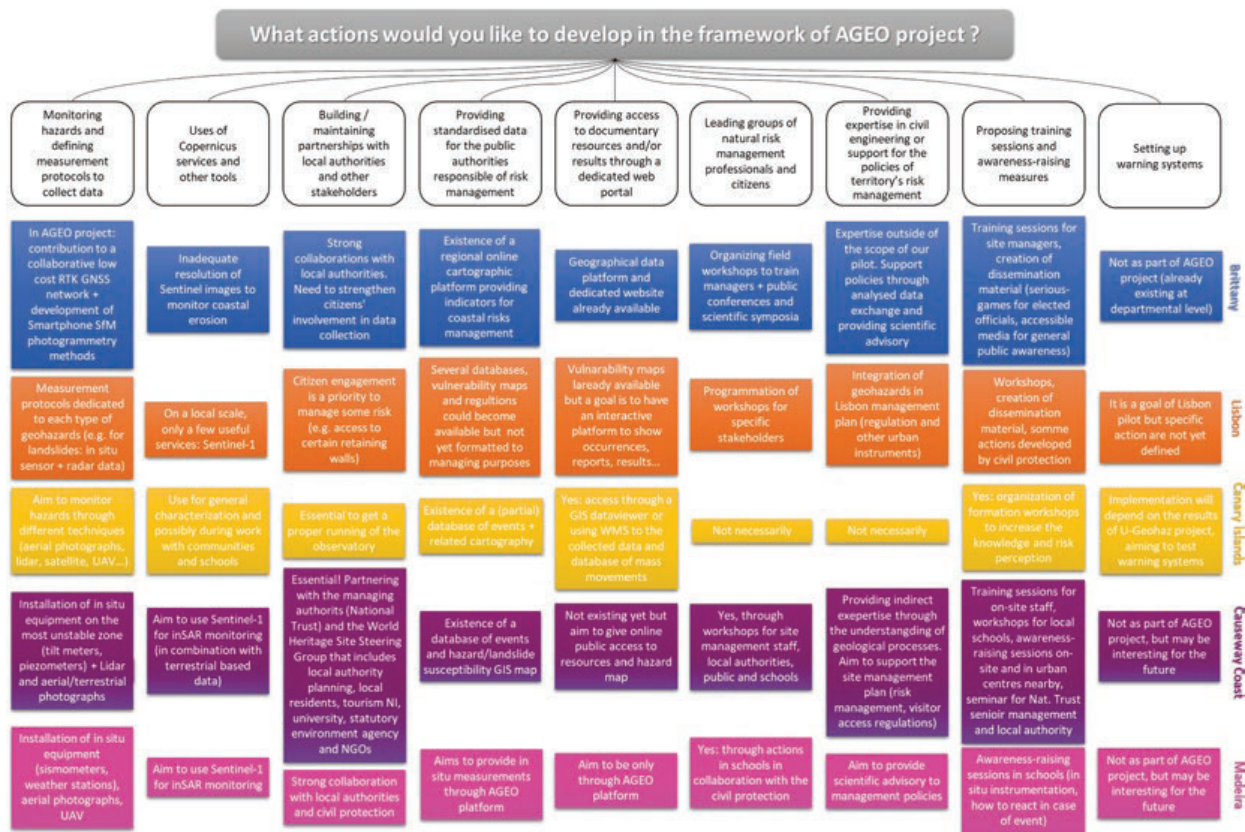 What actions would you like to develop in the framework of AGEO project ?
Monitoring
hazards and
defining
measurement
protocols to
collect data
Uses of
Copernicus
services and
other tools
Building /
maintaining
partnerships with
local authorities
and other
stakeholders
Providing
standardised data
for the public
authorities
responsible of risk
management
Providing access
to documentary
resources and/or
results through a
dedicated web
portal
Leading groups of
natural risk
management
professionals and
citizens
Providing
expertise in civil
engineering or
support for the
policies of
territory's risk
management
Proposing training
sessions and
awareness-raising
measures
Setting up
warning systems
In AGEO project:
contribution to a
collaborative low
cost RTK GNSS
network +
development of
Smartphone SfM
photogrammetry
methods
Inadequate
resolution of
Sentinel images to
monitor coastal
erosion
Strong
collaborations with
local authorities.
Need to strengthen
citizens'
involvement in data
collection
Existence of a
regional online
cartographic
platform providing
indicators for
coastal risks
management
Geographical data
platform and
dedicated website
already available
Organizing field
workshops to train
managers + public
conferences and
scientific symposia
Expertise outside of
the scope of our
pilot. Support
policies through
analysed data
exchange and
providing scientific
advisory
Training sessions for
site managers,
creation of
dissemination
material (serious-
games for elected
officials, accessible
media for general
public awareness)
Not as part of AGEO
project (already
existing at
departmental level)
Brittany
Measurement
protocols dedicated
to each type of
geohazards (e.g. for
landslides: in situ
sensor + radar data)
On a local scale,
only a few useful
services: Sentinel-1
Citizen engagement
is a priority to
manage some risk
(e.g. access to
certain retaining
walls)
Several databases,
vulnerability maps
and regultions
could become
available but not
yet formatted to
managing purposes
Vulnarability maps
laready available
but a goal is to have
an interactive
platform to show
occurrences,
reports, results...
Programmation of
workshops for
specific
stakeholders
Integration of
geohazards in
Lisbon management
plan (regulation and
other urban
instruments)
Workshops,
creation of
dissemination
material, somme
actions developed
by civil protection
It is a goal of Lisbon
pilot but specific
action are not yet
defined
Lisbon
Aim to monitor
hazards through
different techniques
(aerial photographs,
lidar, satellite, UAV...)
Use for general
characterization and
possibly during work
with communities
and schools
Essential to get a
proper running of the
observatory
Existence of a (partial)
database of events +
related cartography
Yes: access through a
GIS dataviewer or
using WMS to the
collected data and
database of mass
movements
Not necessarily
Not necessarily
Yes: organization of
formation workshops
to increase the
knowledge and risk
perception
Implementation will
depend on the results
of U-Geohaz project,
aiming to test
warning systems
Canary Islands
Installation of in situ
equipment on the
most unstable zone
(tilt meters,
piezometers) + Lidar
and aerial/terrestrial
photographs
Aim to use Sentinel-1
for inSAR monitoring
(in combination with
terrestrial based
data)
Essential! Partnering
with the managing
authorits (National
Trust) and the World
Heritage Site Steering
Group that includes
local authority
planning, local
residents, tourism NI,
university, statutory
environment agency
and NGOs
Existence of a
database of events
and hazard/landslide
susceptibility GIS map
Not existing yet but
aim to give online
public access to
resources and hazard
map
Yes, through
workshops for site
management staff,
local authorities,
public and schools
Providing indirect
expertise through
the understangding of
geological processes.
Aim to support the
site management plan
(risk management,
visitor
access regulations)
Training sessions for
on-site staff,
workshops for local
schools, awareness-
raising sessions on-
site and in urban
centres nearby,
seminar for Nat. Trust
senioir management
and local authority
Not as part of AGEO
project, but may be
interesting for the
future
Causeway Coast
Installation of in situ
equipment
(sismometers,
weather stations),
aerial photographs,
UAV
Aim to use Sentinel-1
for inSAR monitoring
Strong collaboration
with local authorities
and civil protection
Aims to provide in
situ measurements
through AGEO
platform
Aim to be only
through AGEO
platform
Yes: through actions
in schools in
collaboration with the
civil protection
Aim to provide
scientific advisory to
management policies
Awareness-raising
sessions in schools (in
situ instrumentation,
how to react in case
of event)
Not as part of AGEO
project, but may be
interesting for the
future
Madeira